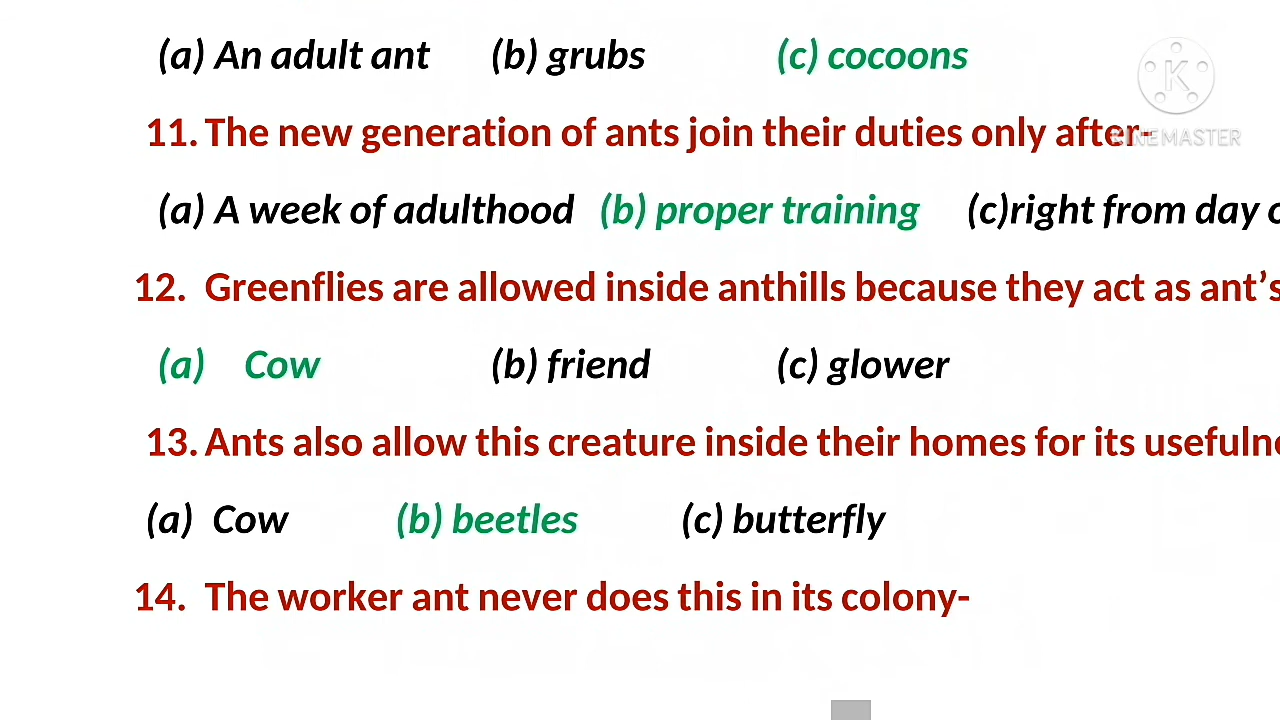 (a) An adult ant (b) grubs (c) cocoons
11. The new generation of ants join their duties only after-
KINEMASTER
(a) A week of adulthood (b) proper training (c)right from day
12. Greenflies are allowed inside anthills because they act as ant's
(a) Cow (b) friend (c) glower
13. Ants also allow this creature inside their homes for its
(a) Cow (b) beetles (c) butterfly
14. The worker ant never does this in its colony-